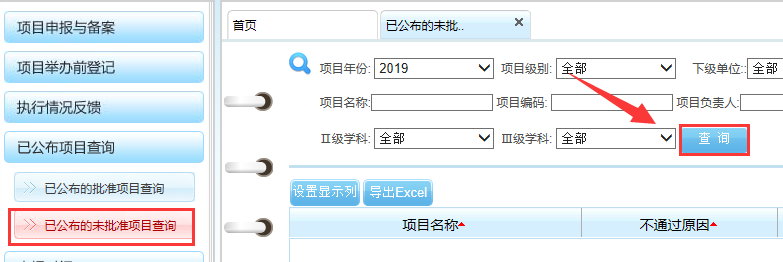 项目申报与备案
项目举办前登记
执行情况反馈
已公布项目查询
已公布的批准项目查询
已公布的未批准项目查询
首页 已公布的未批..
项目年份: 2019 项目级别: 全部 下级单位:: 全部
项目名称: 项目编码: 项目负责人:
Ⅱ级学科: 全部 Ⅲ级学科: 全部 查 询
设置显示列 导出Excel
项目名称 不通过原因